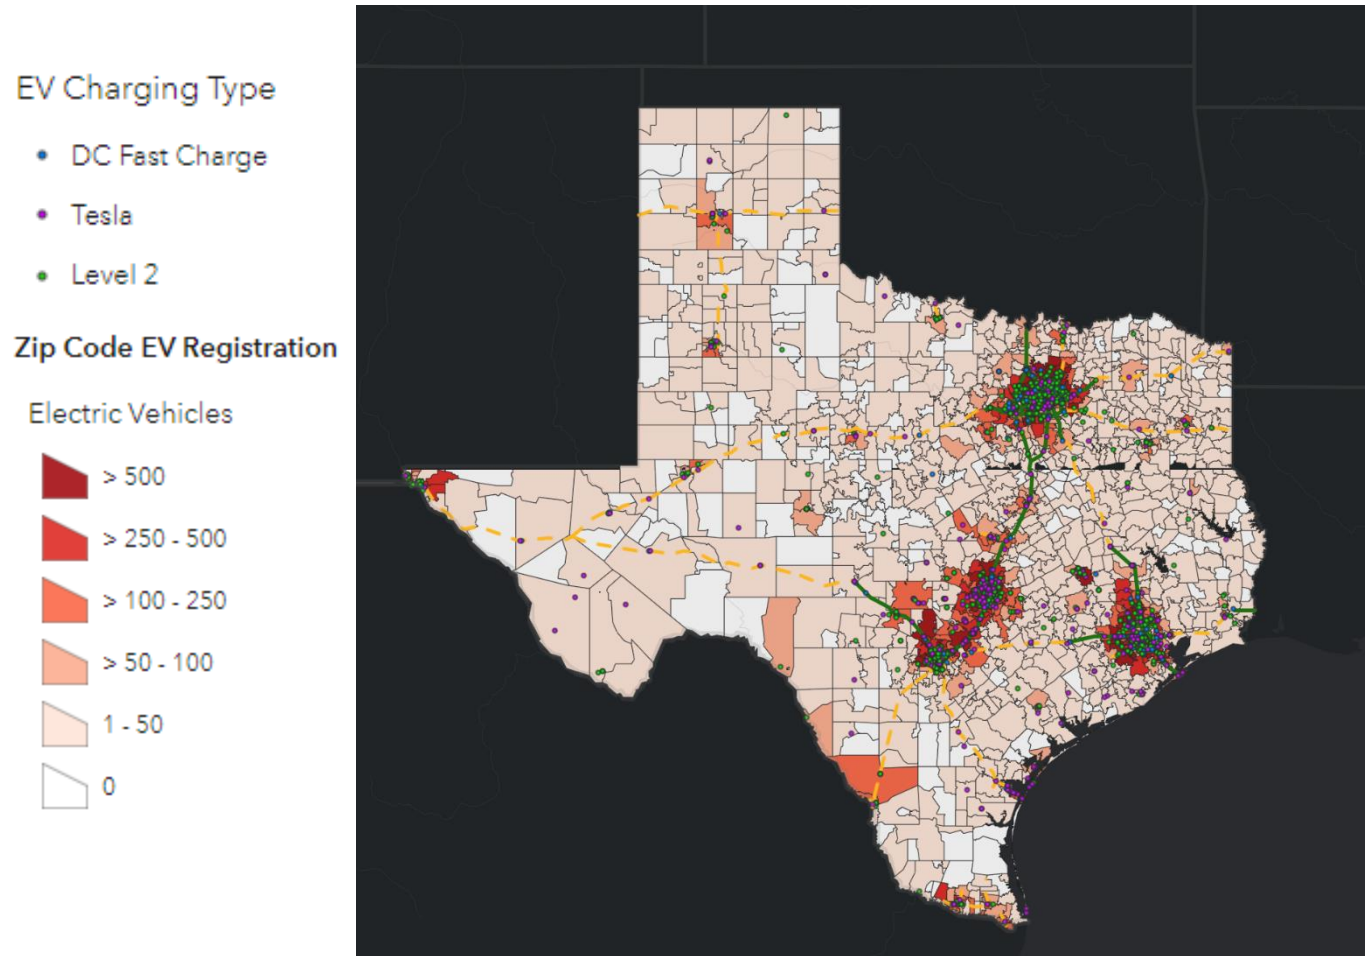 EV Charging Type
DC Fast Charge
Tesla
Level 2
Zip Code EV Registration
Electric Vehicles
> 500
> 250 - 500
> 100 - 250
> 50 - 100
1 - 50
0